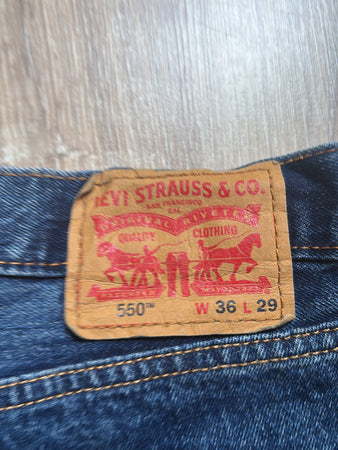 LEVI STRAUSS & CO.
SAN FRANCISCO
CAL.
ORIGINAL RIVETED
QUALITY CLOTHING
550™ W 36 L 29